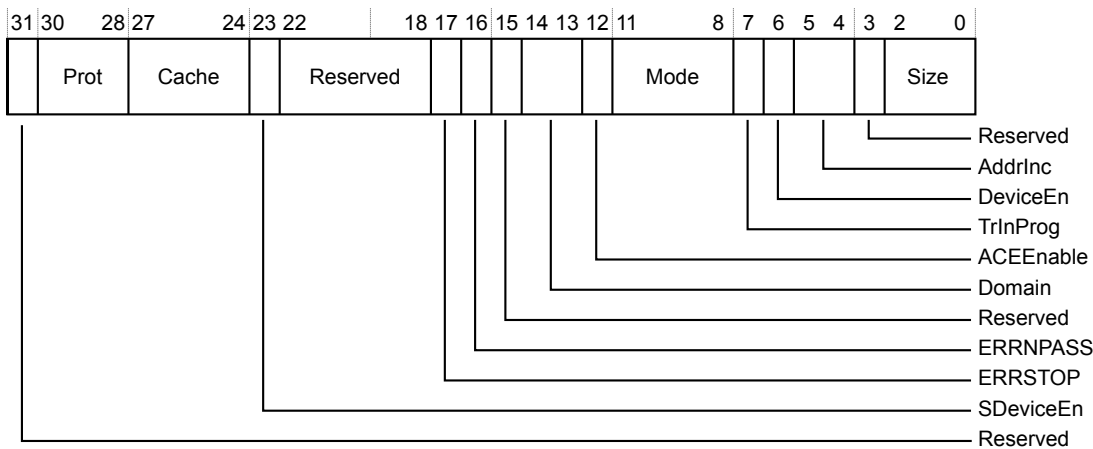 31 30 28 27 24 23 22 18 17 16 15 14 13 12 11 8 7 6 5 4 3 2 0
Prot Cache Reserved Mode Size
Reserved
AddrInc
DeviceEn
TrInProg
ACEEnable
Domain
Reserved
ERRNPASS
ERRSTOP
SDeviceEn
Reserved